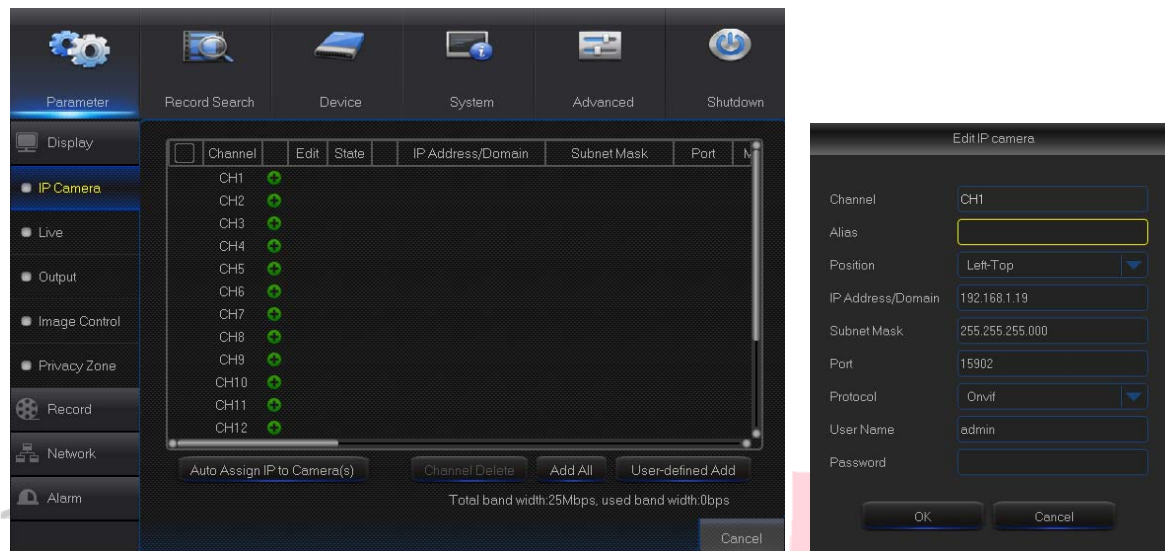 Parameter Record Search Device System Advanced Shutdown
Display
IP Camera
Live
Output
Image Control
Privacy Zone
Record
Network
Alarm
Channel Edit State IP Address/Domain Subnet Mask Port
CH1
CH2
CH3
CH4
CH5
CH6
CH7
CH8
CH9
CH10
CH11
CH12
Auto Assign IP to Camera(s) Channel Delete Add All User-defined Add
Total band width:25Mbps, used band width:0bps
Cancel
Edit IP camera
Channel CH1
Alias
Position Left-Top
IP Address/Domain 192.168.1.19
Subnet Mask 255.255.255.000
Port 15902
Protocol Onvif
User Name admin
Password
OK Cancel